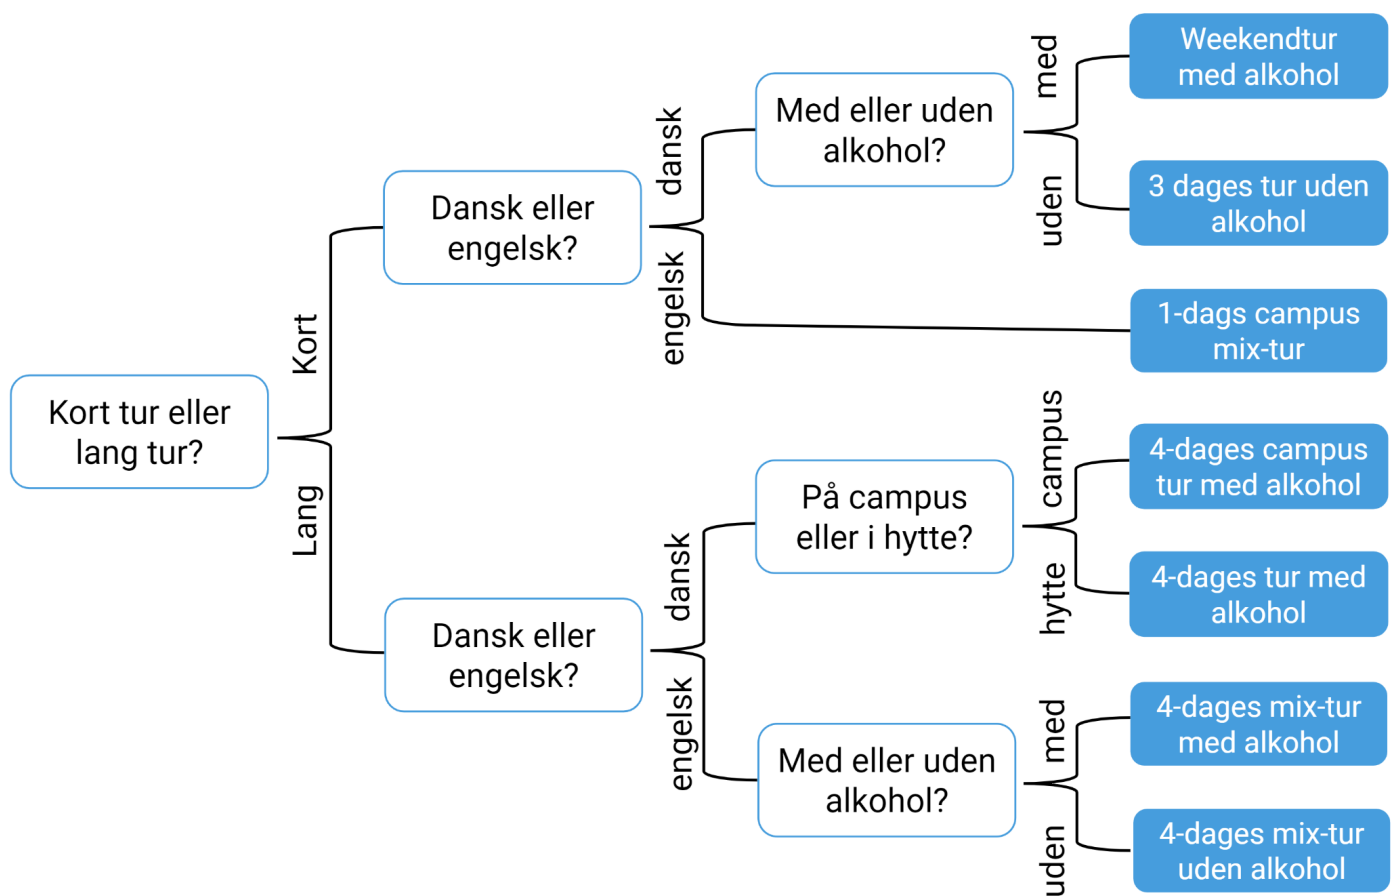 Kort tur eller
lang tur?
Kort
Lang
Dansk eller
engelsk?
dansk
engelsk
Med eller uden
alkohol?
med
uden
Weekendtur
med alkohol
3 dages tur uden
alkohol
1-dags campus
mix-tur
Dansk eller
engelsk?
dansk
engelsk
På campus
eller i hytte?
campus
hytte
4-dages campus
tur med alkohol
4-dages tur med
alkohol
Med eller uden
alkohol?
med
uden
4-dages mix-tur
med alkohol
4-dages mix-tur
uden alkohol